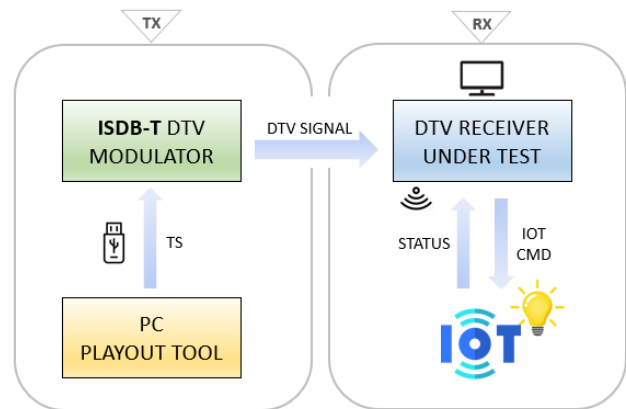 TX
RX
ISDB-T DTV
MODULATOR
DTV SIGNAL
DTV RECEIVER
UNDER TEST
TS
STATUS
IOT
CMD
PC
PLAYOUT TOOL
IOT